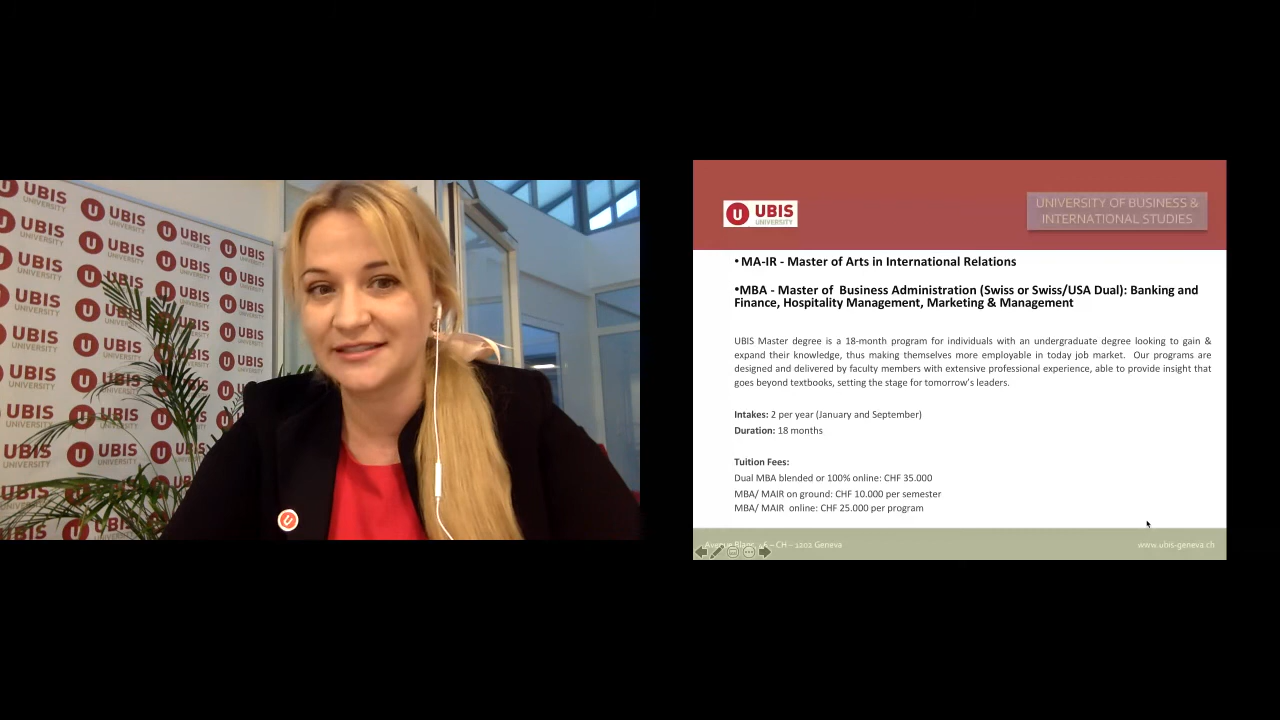 UBIS
UNIVERSITY
UBIS
UNIVERSITY
UNIVERSITY OF BUSINESS &
INTERNATIONAL STUDIES
•MA-IR - Master of Arts in International Relations
•MBA - Master of Business Administration (Swiss or Swiss/USA Dual): Banking and
Finance, Hospitality Management, Marketing & Management
UBIS Master degree is a 18-month program for individuals with an undergraduate degree looking to gain &
expand their knowledge, thus making themselves more employable in today job market. Our programs are
designed and delivered by faculty members with extensive professional experience, able to provide insight that
goes beyond textbooks, setting the stage for tomorrow's leaders.
Intakes: 2 per year (January and September)
Duration: 18 months
Tuition Fees:
Dual MBA blended or 100% online: CHF 35.000
MBA/ MAIR on ground: CHF 10.000 per semester
MBA/ MAIR online: CHF 25.000 per program
Avenue Blanc – CH – 1202 Geneva
www.ubis-geneva.ch